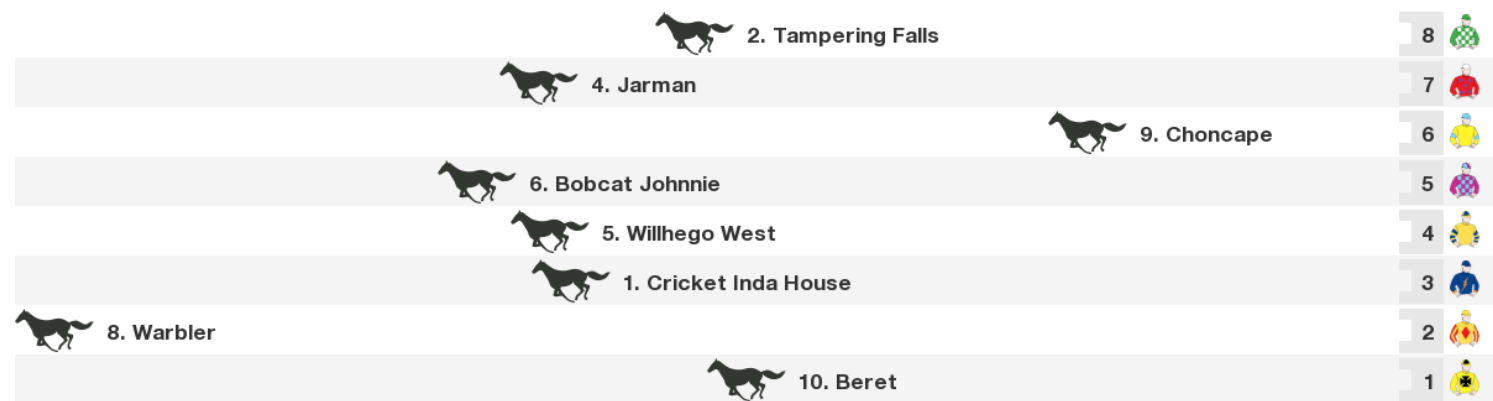 2. Tampering Falls 8
4. Jarman 7
9. Choncape 6
6. Bobcat Johnnie 5
5. Willhego West 4
1. Cricket Inda House 3
8. Warbler 2
10. Beret 1